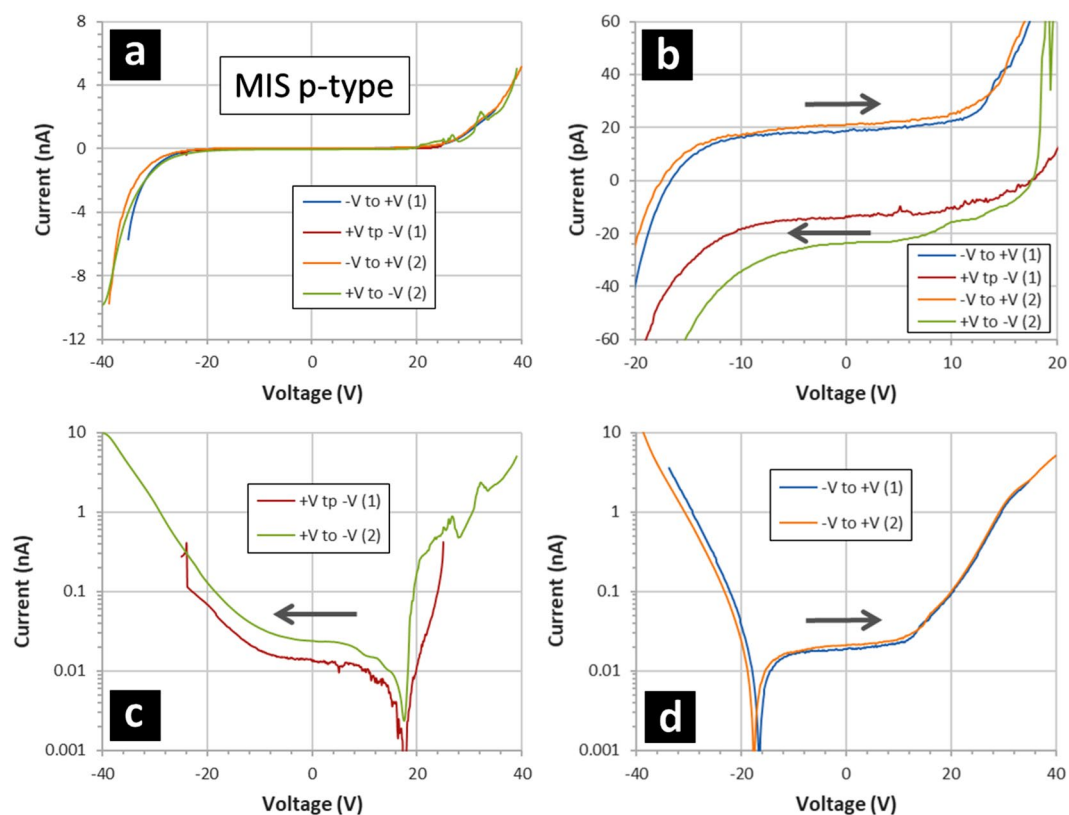 a
MIS p-type
8
4
0
-4
-8
-12
-40
-20
0
20
40
Current (nA)
Voltage (V)
-V to +V (1)
+V tp -V (1)
-V to +V (2)
+V to -V (2)
b
60
40
20
0
-20
-40
-60
-20
-10
0
10
20
Current (pA)
Voltage (V)
-V to +V (1)
+V tp -V (1)
-V to +V (2)
+V to -V (2)
c
10
1
0.1
0.01
0.001
-40
-20
0
20
40
Current (nA)
Voltage (V)
+V tp -V (1)
+V to -V (2)
d
10
1
0.1
0.01
0.001
-40
-20
0
20
40
Current (nA)
Voltage (V)
-V to +V (1)
-V to +V (2)